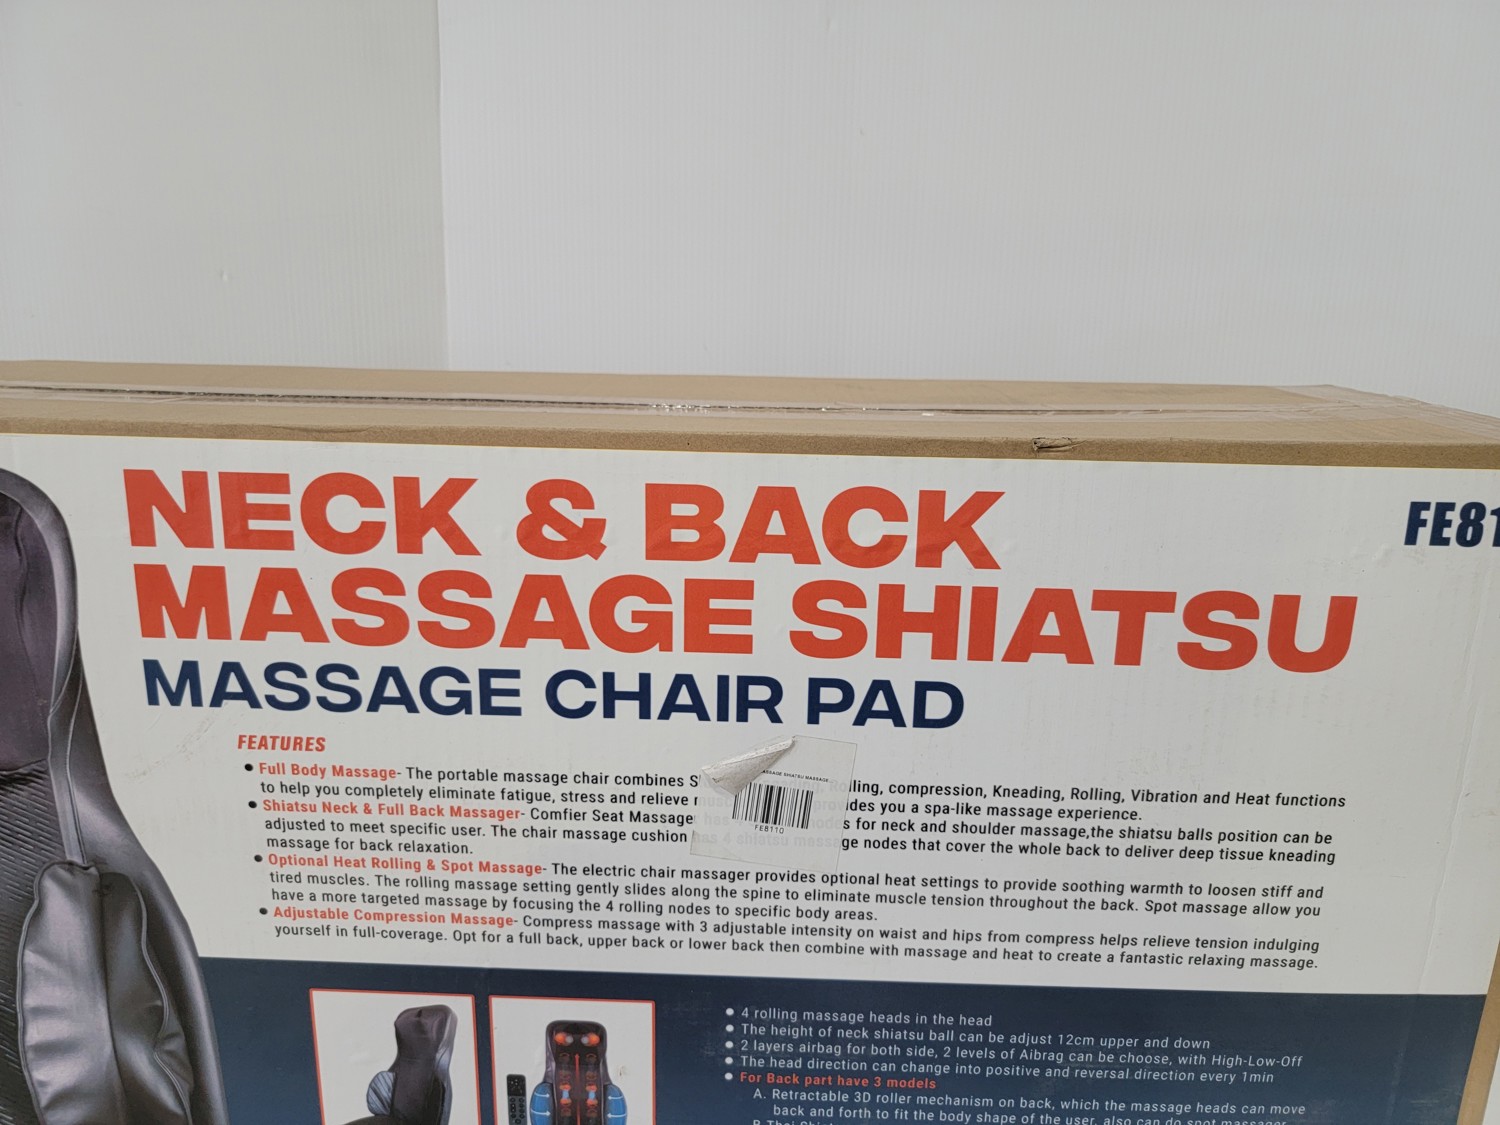 NECK & BACK
MASSAGE SHIATSU
MASSAGE CHAIR PAD
FE81
FEATURES
• Full Body Massage- The portable massage chair combines lling, compression, Kneading, Rolling, Vibration and Heat functions
to help you completely eliminate fatigue, stress and relieve provides you a spa-like massage experience.
• Shiatsu Neck & Full Back Massager- Comfier Seat Massager has nodes for neck and shoulder massage,the shiatsu balls position can be
adjusted to meet specific user. The chair massage cushion has 4 shiatsu massage nodes that cover the whole back to deliver deep tissue kneading
massage for back relaxation.
• Optional Heat Rolling & Spot Massage- The electric chair massager provides optional heat settings to provide soothing warmth to loosen stiff and
tired muscles. The rolling massage setting gently slides along the spine to eliminate muscle tension throughout the back. Spot massage allow you
have a more targeted massage by focusing the 4 rolling nodes to specific body areas.
• Adjustable Compression Massage- Compress massage with 3 adjustable intensity on waist and hips from compress helps relieve tension indulging
yourself in full-coverage. Opt for a full back, upper back or lower back then combine with massage and heat to create a fantastic relaxing massage.
MASSAGE SHIATSU MASSAGE
FE8110
• 4 rolling massage heads in the head
• The height of neck shiatsu ball can be adjust 12cm upper and down
• 2 layers airbag for both side, 2 levels of Aibrag can be choose, with High-Low-Off
• The head direction can change into positive and reversal direction every 1min
• For Back part have 3 models
A. Retractable 3D roller mechanism on back, which the massage heads can move
back and forth to fit the body shape of the user, also can do spot massager